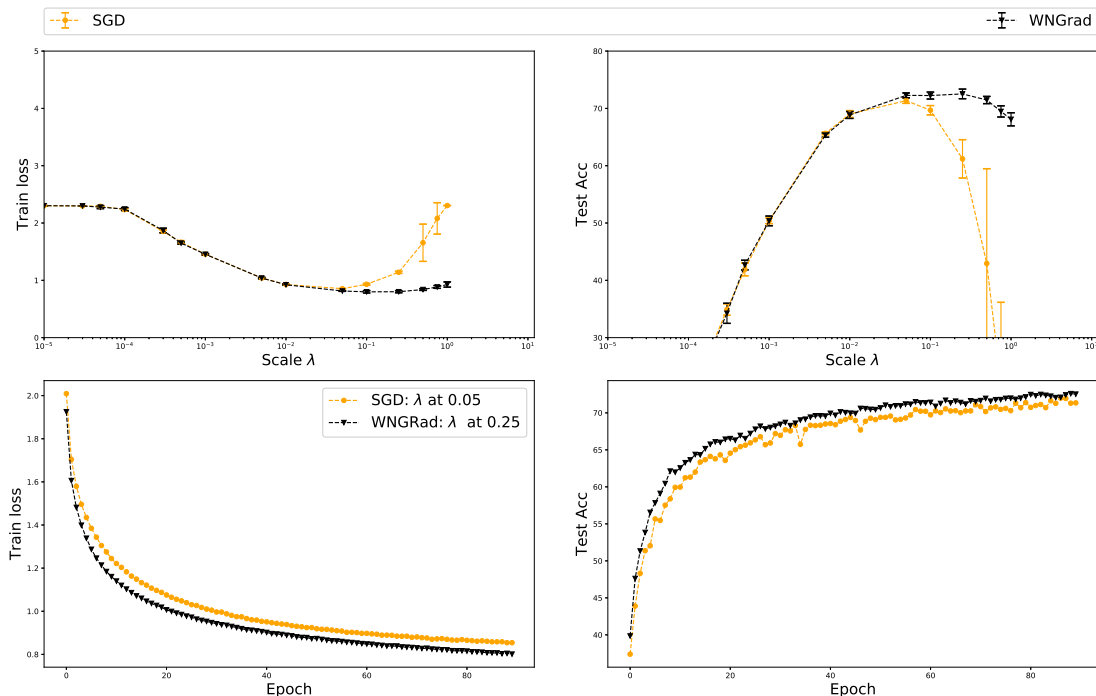 SGD
WNGrad
5
4
3
2
1
0
Train loss
10⁻⁵ 10⁻⁴ 10⁻³ 10⁻² 10⁻¹ 10⁰ 10¹
Scale λ
80
70
60
50
40
30
Test Acc
10⁻⁵ 10⁻⁴ 10⁻³ 10⁻² 10⁻¹ 10⁰ 10¹
Scale λ
2.0
1.8
1.6
1.4
1.2
1.0
0.8
Train loss
SGD: λ at 0.05
WNGRad: λ at 0.25
0 20 40 60 80
Epoch
70
65
60
55
50
45
40
Test Acc
0 20 40 60 80
Epoch